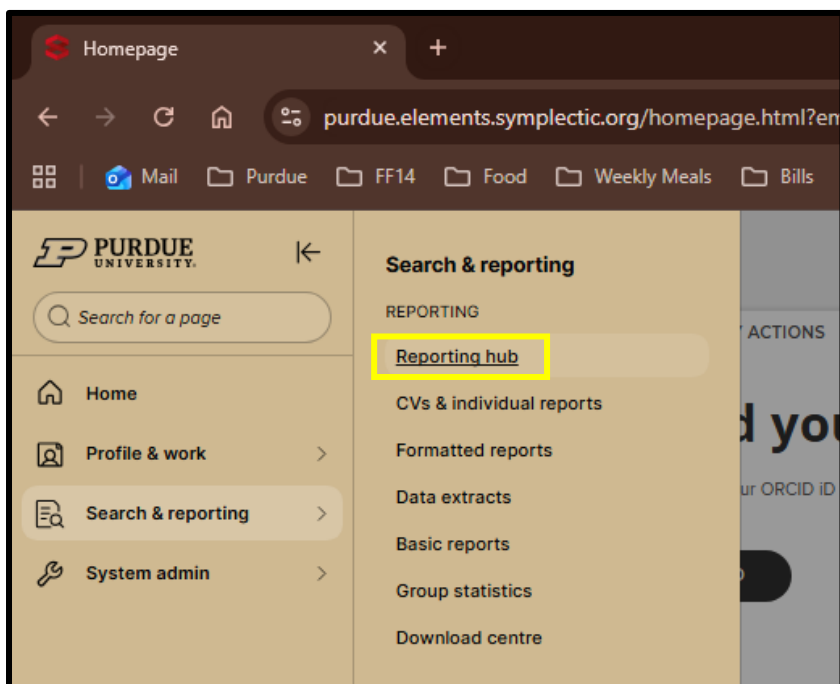 Homepage
purdue.elements.symplectic.org/homepage.html?em
Mail Purdue FF14 Food Weekly Meals Bills
PURDUE
UNIVERSITY.
Search for a page
Home
Profile & work
Search & reporting
System admin
Search & reporting
REPORTING
Reporting hub
CVs & individual reports
Formatted reports
Data extracts
Basic reports
Group statistics
Download centre
ACTIONS
d you
ur ORCID iD